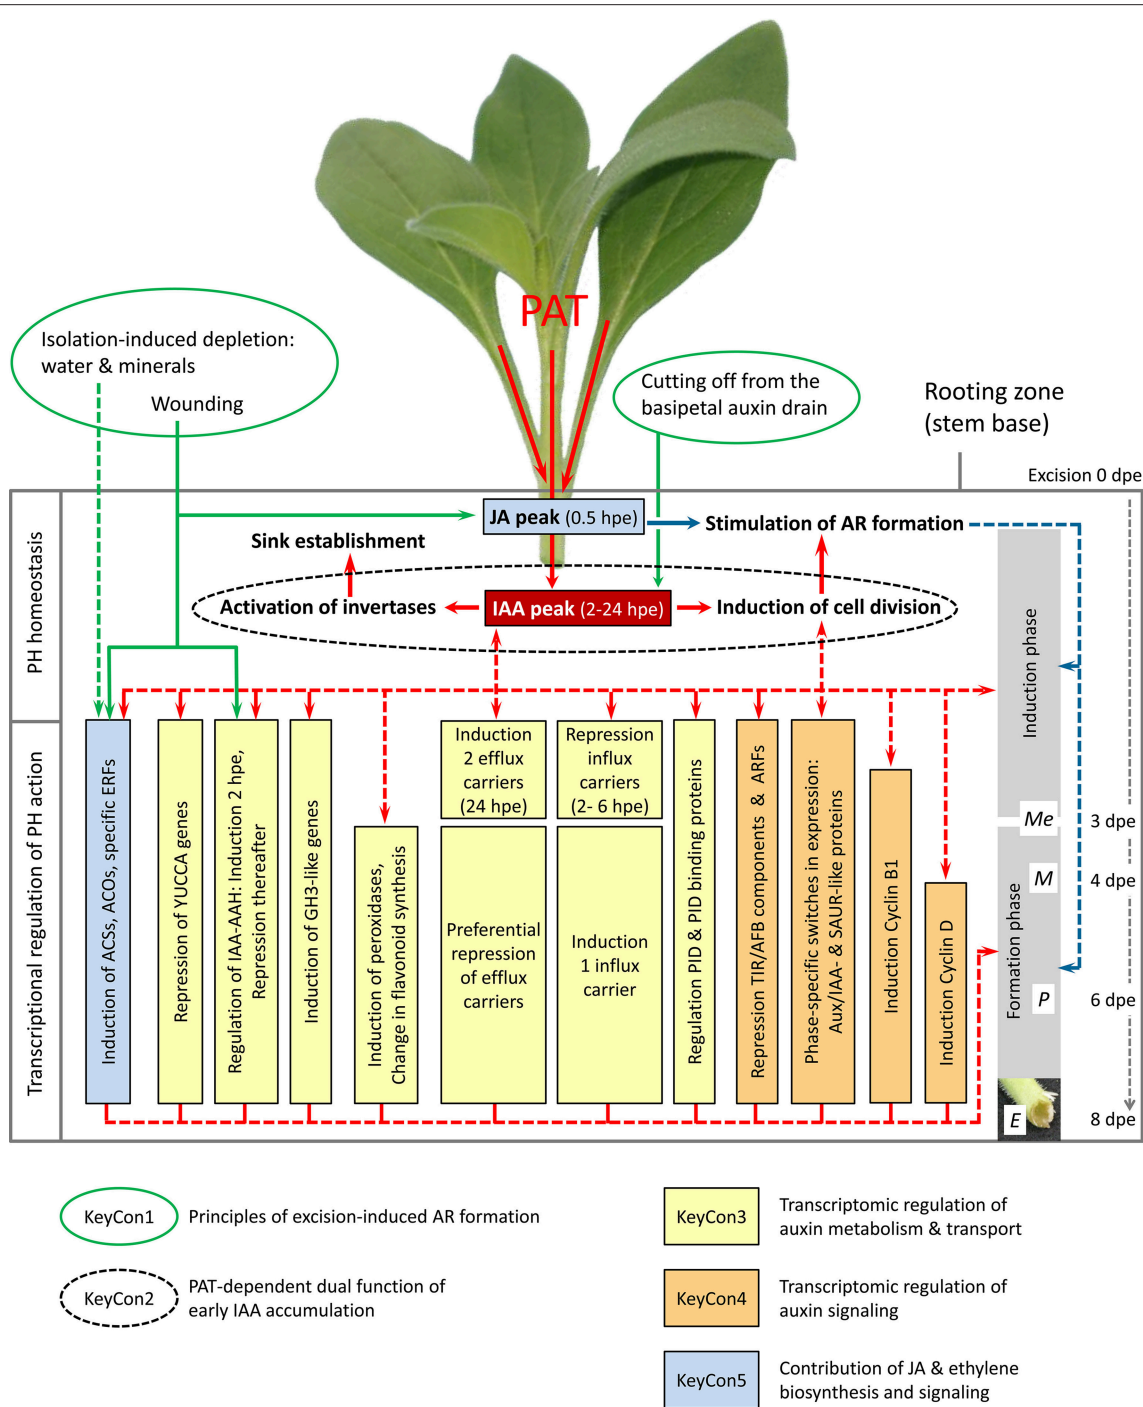 PAT
Isolation-induced depletion:
water & minerals
Wounding
Cutting off from the
basipetal auxin drain
Rooting zone
(stem base)
Excision 0 dpe
PH homeostasis
JA peak (0.5 hpe)
Stimulation of AR formation
Sink establishment
Activation of invertases
IAA peak (2-24 hpe)
Induction of cell division
Transcriptional regulation of PH action
Induction of ACSs, ACOs, specific ERFs
Repression of YUCCA genes
Regulation of IAA-AAH: Induction 2 hpe,
Repression thereafter
Induction of GH3-like genes
Induction of peroxidases,
Change in flavonoid synthesis
Induction
2 efflux
carriers
(24 hpe)
Preferential
repression
of efflux
carriers
Repression
influx
carriers
(2- 6 hpe)
Induction
1 influx
carrier
Regulation PID & PID binding proteins
Repression TIR/AFB components & ARFs
Phase-specific switches in expression:
Aux/IAA- & SAUR-like proteins
Induction Cyclin B1
Induction Cyclin D
Induction phase
Formation phase
Me
M
P
E
3 dpe
4 dpe
6 dpe
8 dpe
KeyCon1
Principles of excision-induced AR formation
KeyCon2
PAT-dependent dual function of
early IAA accumulation
KeyCon3
Transcriptomic regulation of
auxin metabolism & transport
KeyCon4
Transcriptomic regulation of
auxin signaling
KeyCon5
Contribution of JA & ethylene
biosynthesis and signaling